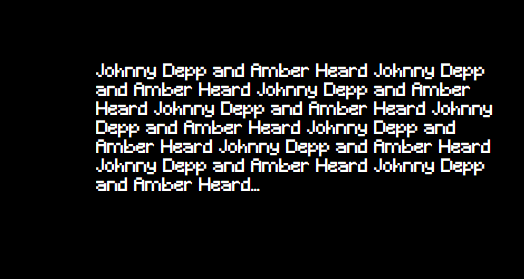 Johnny Depp and Amber Heard Johnny Depp
and Amber Heard Johnny Depp and Amber
Heard Johnny Depp and Amber Heard Johnny
Depp and Amber Heard Johnny Depp and
Amber Heard Johnny Depp and Amber Heard
Johnny Depp and Amber Heard Johnny Depp
and Amber Heard...